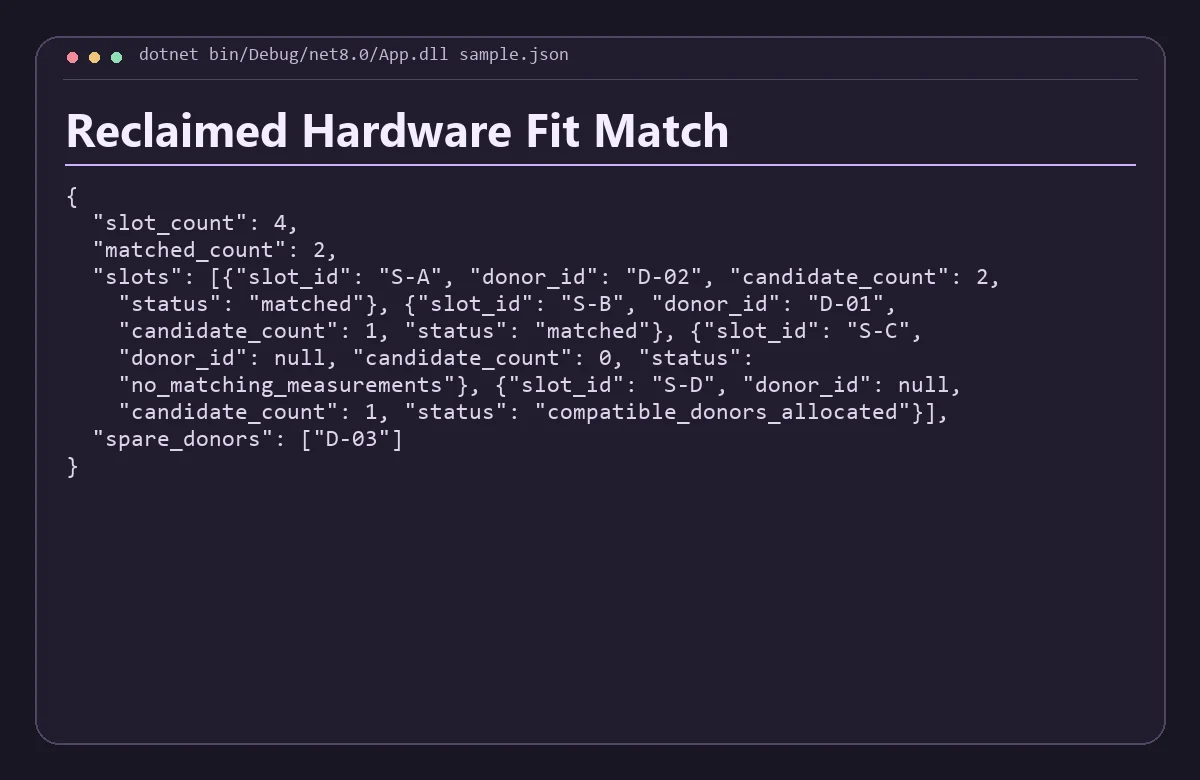 dotnet bin/Debug/net8.0/App.dll sample.json
Reclaimed Hardware Fit Match
{
  "slot_count": 4,
  "matched_count": 2,
  "slots": [{"slot_id": "S-A", "donor_id": "D-02", "candidate_count": 2,
    "status": "matched"}, {"slot_id": "S-B", "donor_id": "D-01",
    "candidate_count": 1, "status": "matched"}, {"slot_id": "S-C",
    "donor_id": null, "candidate_count": 0, "status":
    "no_matching_measurements"}, {"slot_id": "S-D", "donor_id": null,
    "candidate_count": 1, "status": "compatible_donors_allocated"}],
  "spare_donors": ["D-03"]
}